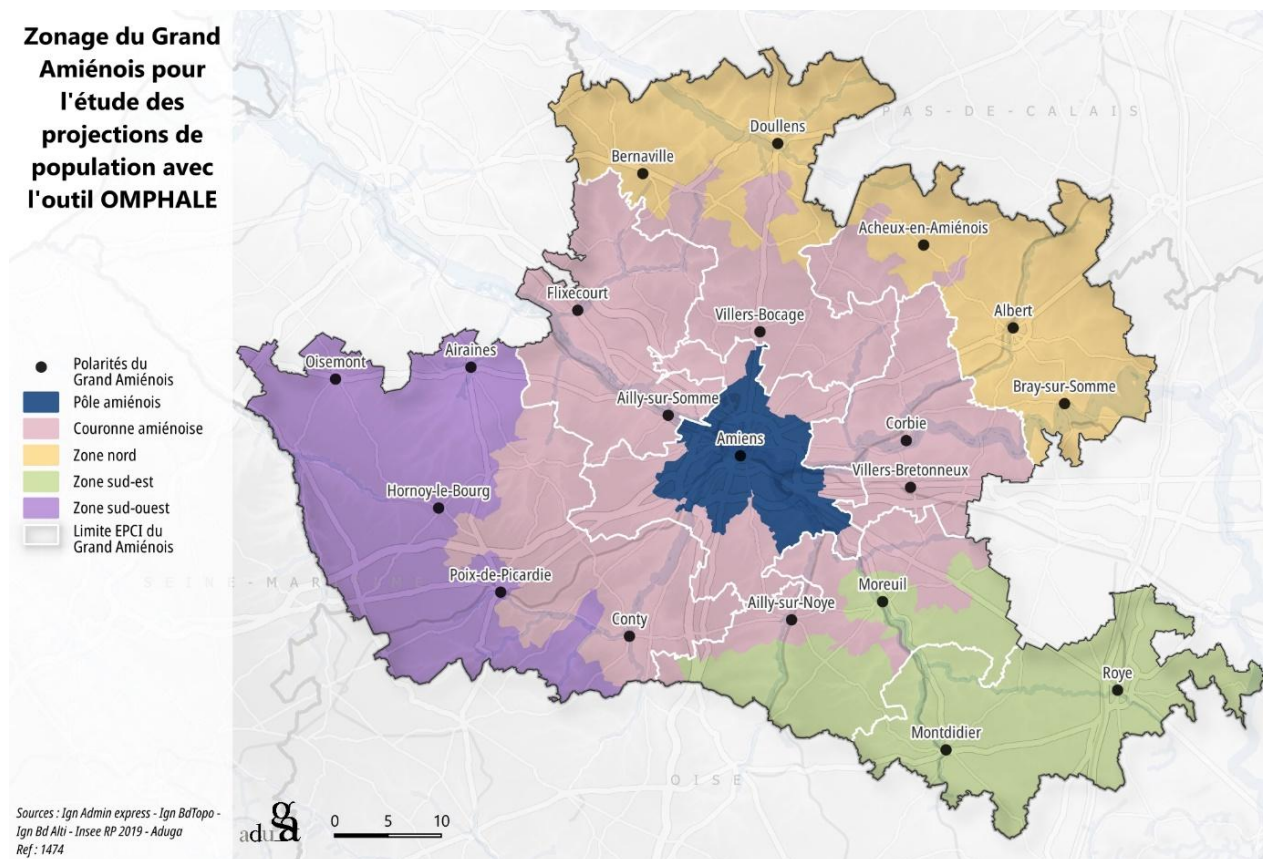 Zonage du Grand
Amiénois pour
l'étude des
projections de
population avec
l'outil OMPHALE
Polarités du
Grand Amiénois
Pôle amiénois
Couronne amiénoise
Zone nord
Zone sud-est
Zone sud-ouest
Limite EPCI du
Grand Amiénois
Sources : Ign Admin express - Ign BdTopo -
Ign Bd Alti - Insee RP 2019 - Aduga
Ref : 1474
aduga
0 5 10
PAS-DE-CALAIS
Doullens
Bernaville
Acheux-en-Amiénois
Flixecourt
Albert
Villers-Bocage
Oisemont
Airaines
Bray-sur-Somme
Ailly-sur-Somme
Corbie
Amiens
Villers-Bretonneux
Hornoy-le-Bourg
SEINE-MARITIME
Poix-de-Picardie
Moreuil
Ailly-sur-Noye
Conty
Roye
Montdidier
OISE